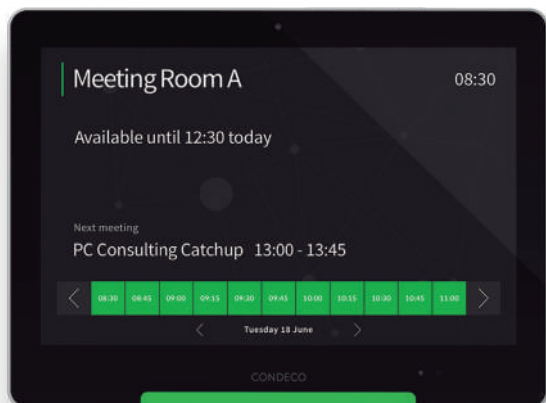 Meeting Room A
08:30
Available until 12:30 today
Next meeting
PC Consulting Catchup 13:00 - 13:45
08:30 08:45 09:00 09:15 09:30 09:45 10:00 10:15 10:30 10:45 11:00
Tuesday 18 June
CONDECO